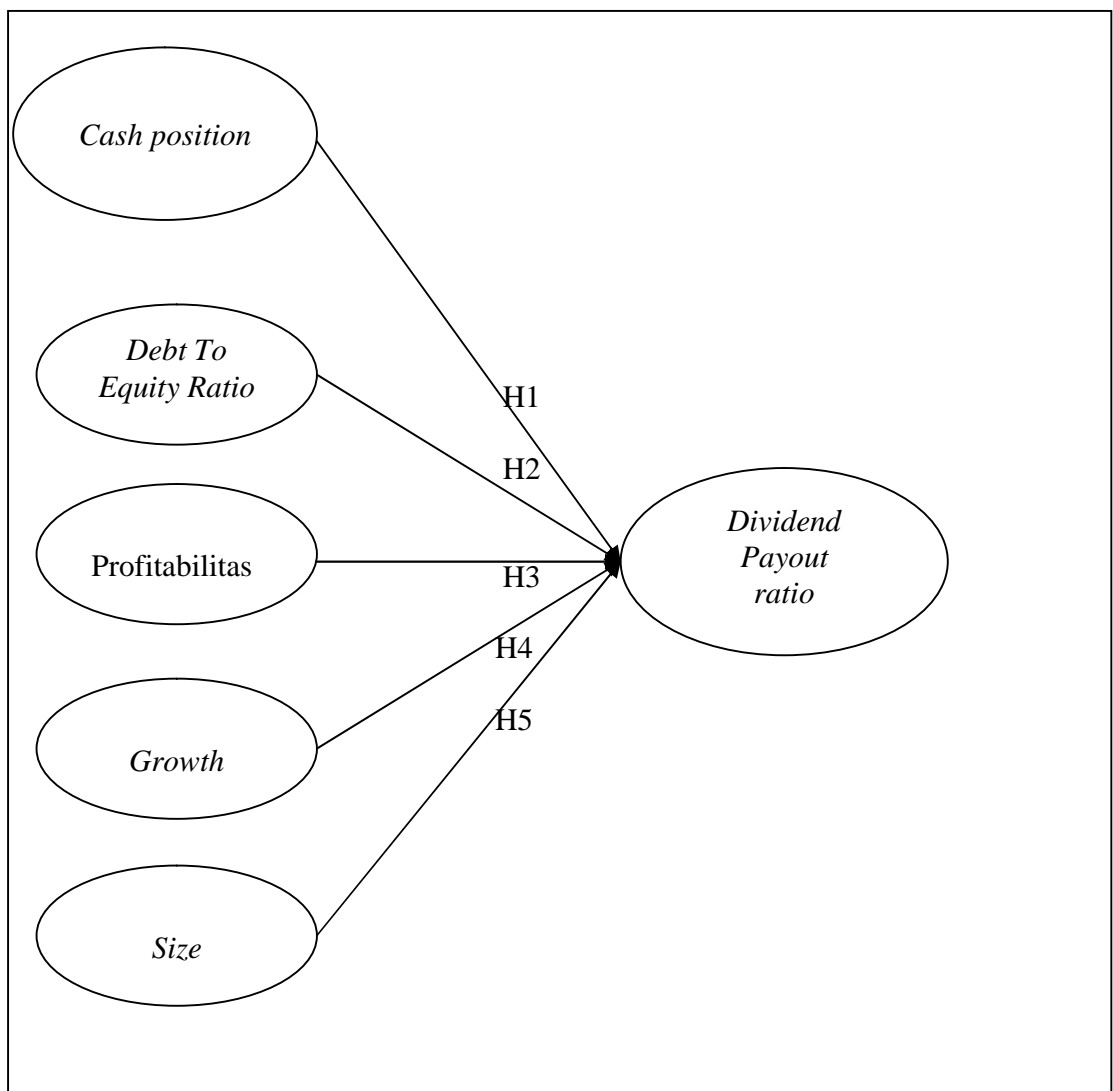 Cash position
Debt To
Equity Ratio
H1
H2
Profitabilitas
H3
Dividend
Payout
ratio
H4
Growth
H5
Size